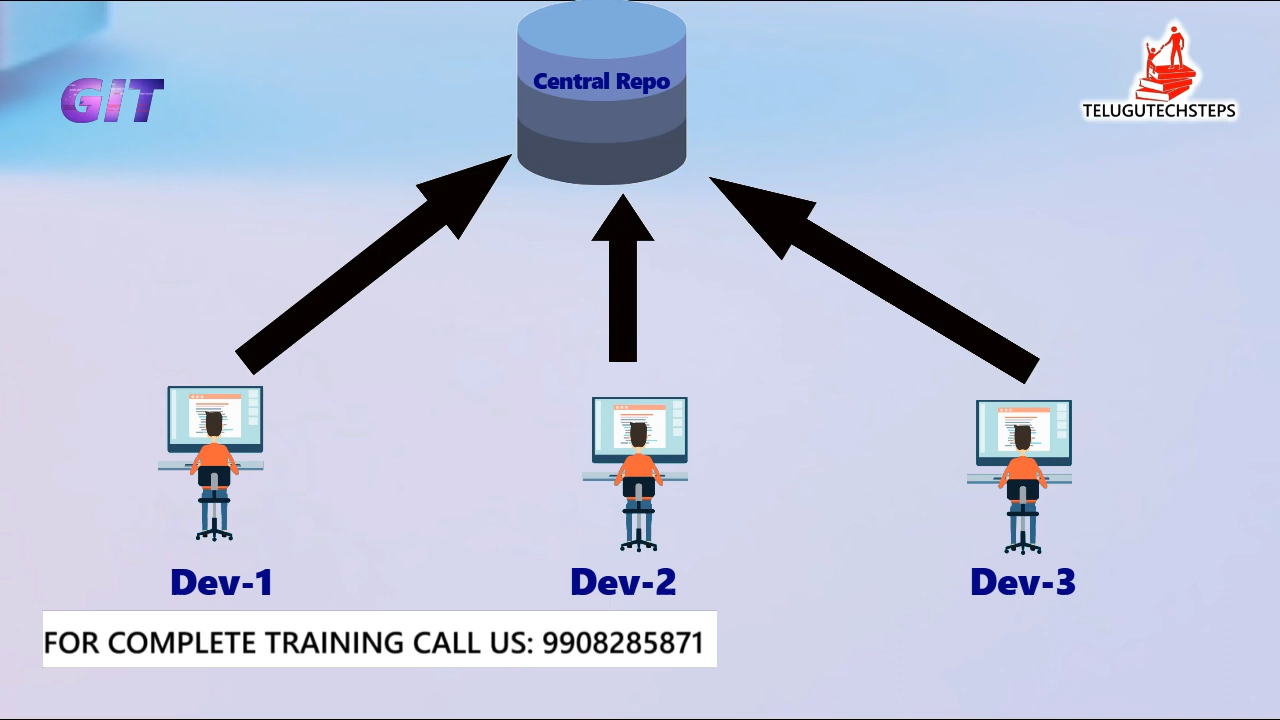 Central Repo
GIT
TELUGUTECHSTEPS
Dev-1
Dev-2
Dev-3
FOR COMPLETE TRAINING CALL US: 9908285871